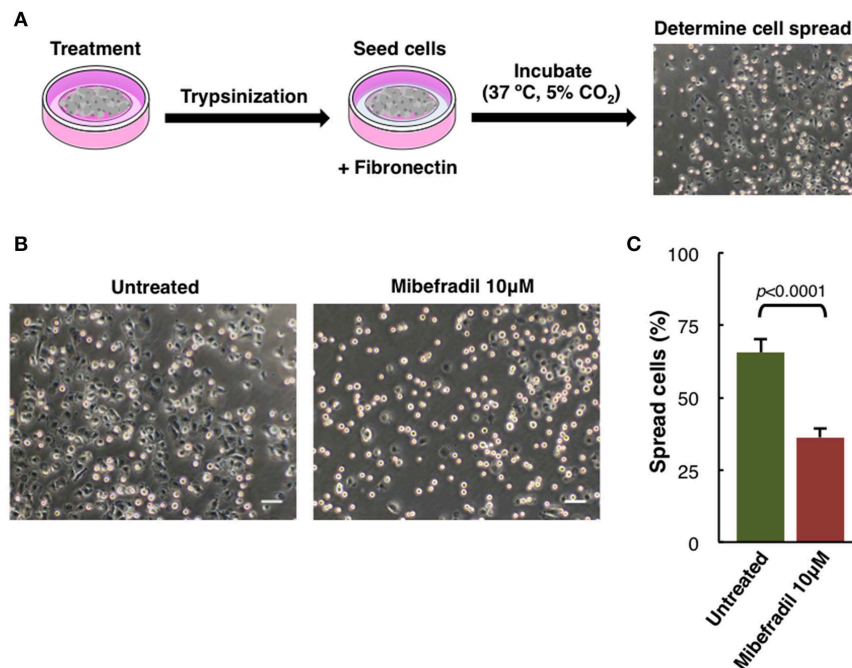 A
Treatment
Trypsinization
Seed cells
+ Fibronectin
Incubate
(37 ºC, 5% CO2)
Determine cell spread
B
Untreated
Mibefradil 10µM
C
Spread cells (%)
100
75
50
25
0
p<0.0001
Untreated
Mibefradil 10µM